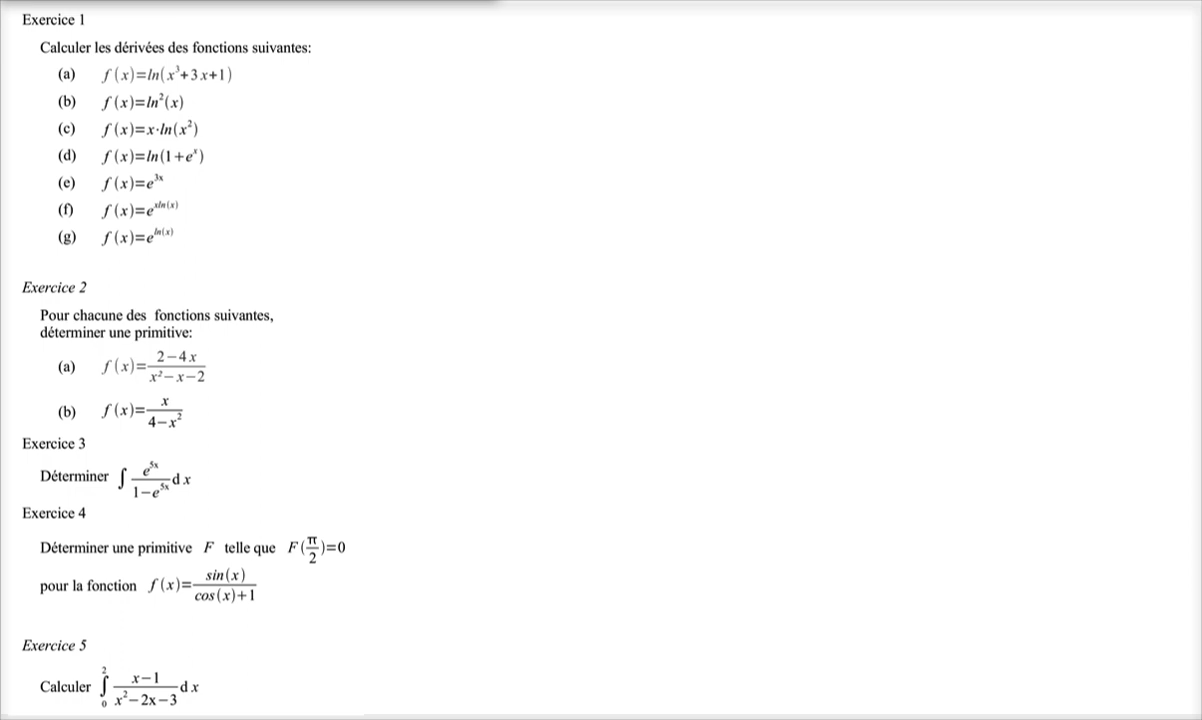 Exercice 1
Calculer les dérivées des fonctions suivantes:
(a) f(x)=ln(x³+3x+1)
(b) f(x)=ln²(x)
(c) f(x)=x·ln(x²)
(d) f(x)=ln(1+eˣ)
(e) f(x)=e³ˣ
(f) f(x)=e^xln(x)
(g) f(x)=e^ln(x)
Exercice 2
Pour chacune des fonctions suivantes,
déterminer une primitive:
(a) f(x)=(2−4x)/(x²−x−2)
(b) f(x)=x/(4−x²)
Exercice 3
Déterminer ∫ e⁵ˣ/(1−e⁵ˣ) dx
Exercice 4
Déterminer une primitive F telle que F(π/2)=0
pour la fonction f(x)=sin(x)/(cos(x)+1)
Exercice 5
Calculer ∫₀² (x−1)/(x²−2x−3) dx